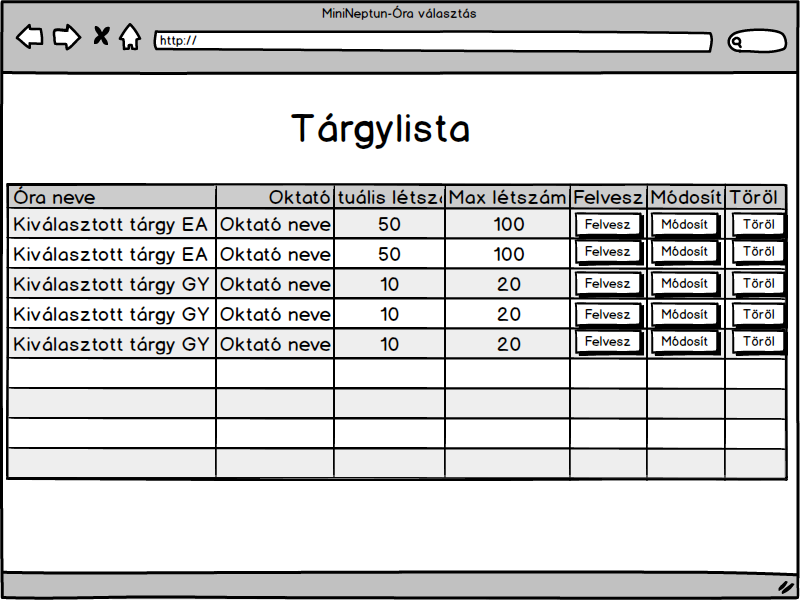 MiniNeptun-Óra választás
http://
Tárgylista
Óra neve Oktató tuális létsz Max létszám Felvesz Módosít Töröl
Kiválasztott tárgy EA Oktató neve 50 100 Felvesz Módosít Töröl
Kiválasztott tárgy EA Oktató neve 50 100 Felvesz Módosít Töröl
Kiválasztott tárgy GY Oktató neve 10 20 Felvesz Módosít Töröl
Kiválasztott tárgy GY Oktató neve 10 20 Felvesz Módosít Töröl
Kiválasztott tárgy GY Oktató neve 10 20 Felvesz Módosít Töröl